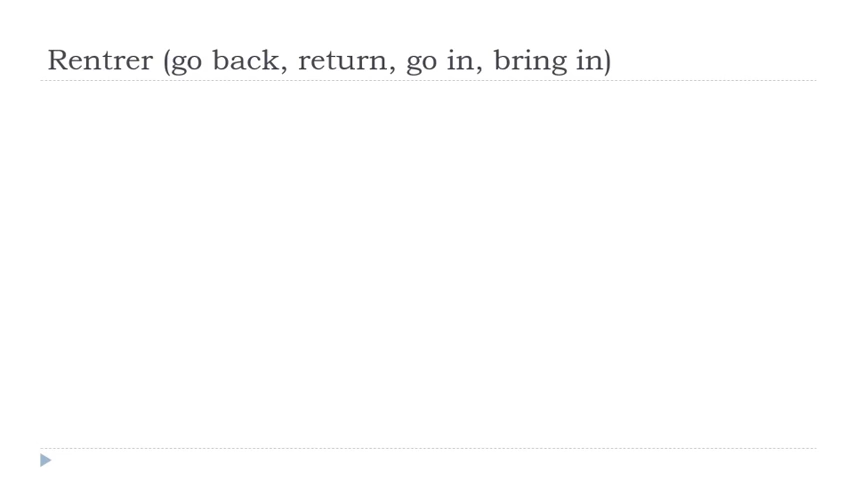 Rentrer (go back, return, go in, bring in)